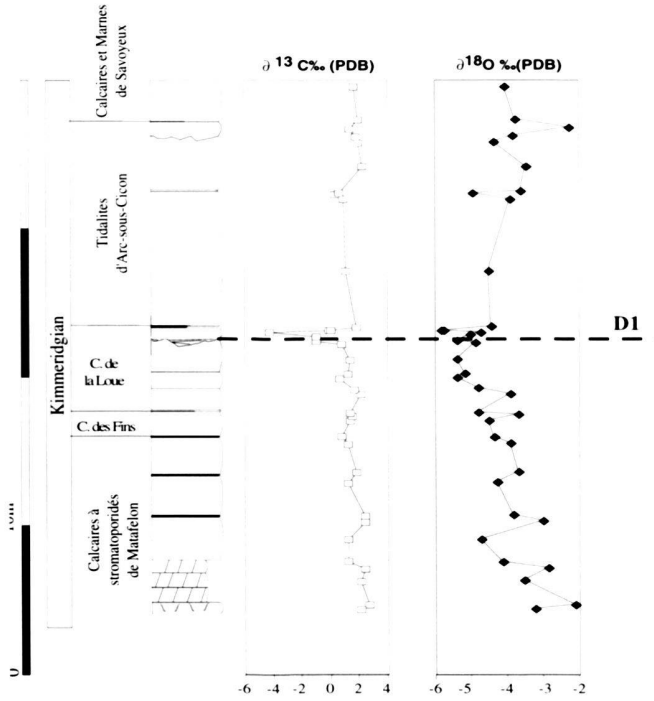 ∂ 13 C‰ (PDB)
∂18O ‰(PDB)
Calcaires et Marnes
de Savoyeux
Tidalites
d'Arc-sous-Cicon
Kimmeridgian
D1
C. de
la Loue
C. des Fins
Calcaires à
stromatoporidés
de Matafelon
0
-6 -4 -2 0 2 4
-6 -5 -4 -3 -2